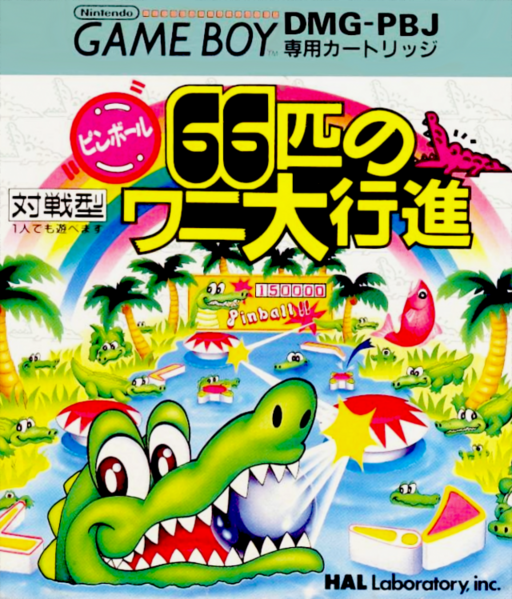 Nintendo
GAME BOY™
DMG-PBJ
専用カートリッジ
ピンボール
66匹の
ワニ大行進
対戦型
1人でも遊べます
150000
Pinball!!
HAL Laboratory, inc.